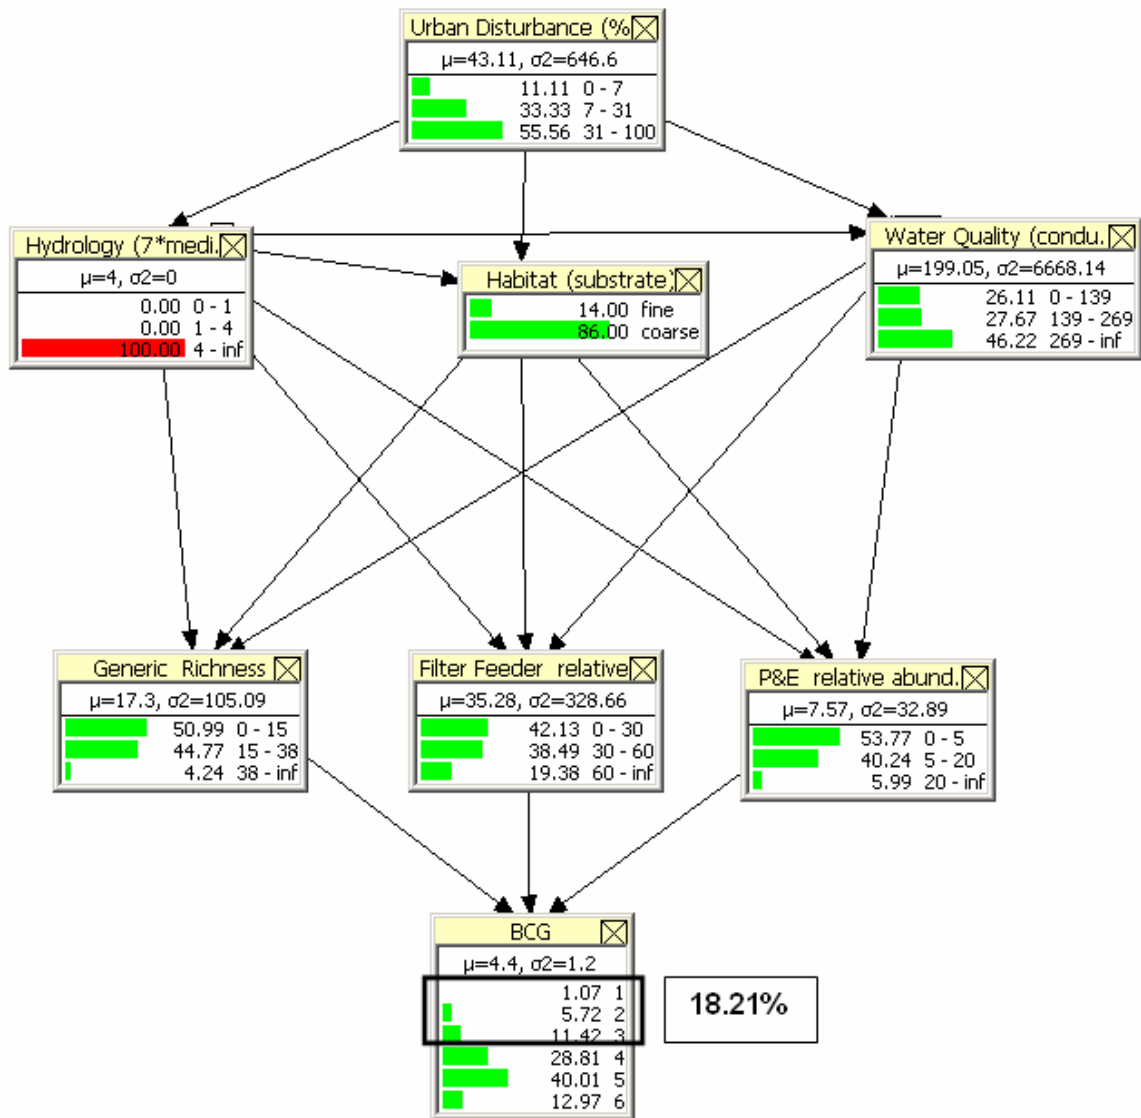 Urban Disturbance (%
μ=43.11, σ2=646.6
11.11 0 - 7
33.33 7 - 31
55.56 31 - 100
Hydrology (7*medi.
μ=4, σ2=0
0.00 0 - 1
0.00 1 - 4
100.00 4 - inf
Habitat (substrate)
14.00 fine
86.00 coarse
Water Quality (condu.
μ=199.05, σ2=6668.14
26.11 0 - 139
27.67 139 - 269
46.22 269 - inf
Generic Richness
μ=17.3, σ2=105.09
50.99 0 - 15
44.77 15 - 38
4.24 38 - inf
Filter Feeder relative
μ=35.28, σ2=328.66
42.13 0 - 30
38.49 30 - 60
19.38 60 - inf
P&E relative abund.
μ=7.57, σ2=32.89
53.77 0 - 5
40.24 5 - 20
5.99 20 - inf
BCG
μ=4.4, σ2=1.2
1.07 1
5.72 2
11.42 3
28.81 4
40.01 5
12.97 6
18.21%